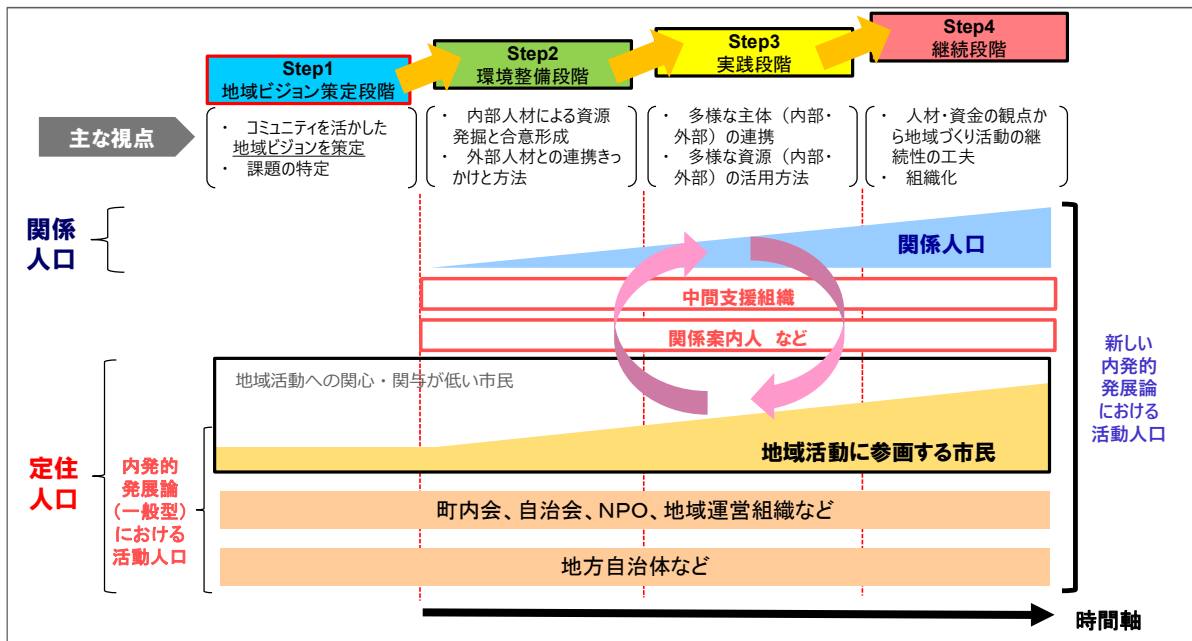 Step1
地域ビジョン策定段階
Step2
環境整備段階
Step3
実践段階
Step4
継続段階
主な視点
・ コミュニティを活かした
地域ビジョンを策定
・ 課題の特定
・ 内部人材による資源
発掘と合意形成
・ 外部人材との連携きっ
かけと方法
・ 多様な主体（内部・
外部）の連携
・ 多様な資源（内部・
外部）の活用方法
・ 人材・資金の観点か
ら地域づくり活動の継
続性の工夫
・ 組織化
関係
人口
関係人口
中間支援組織
関係案内人 など
地域活動への関心・関与が低い市民
地域活動に参画する市民
定住
人口
内発的
発展論
（一般型）
における
活動人口
町内会、自治会、NPO、地域運営組織など
地方自治体など
新しい
内発的
発展論
における
活動人口
時間軸